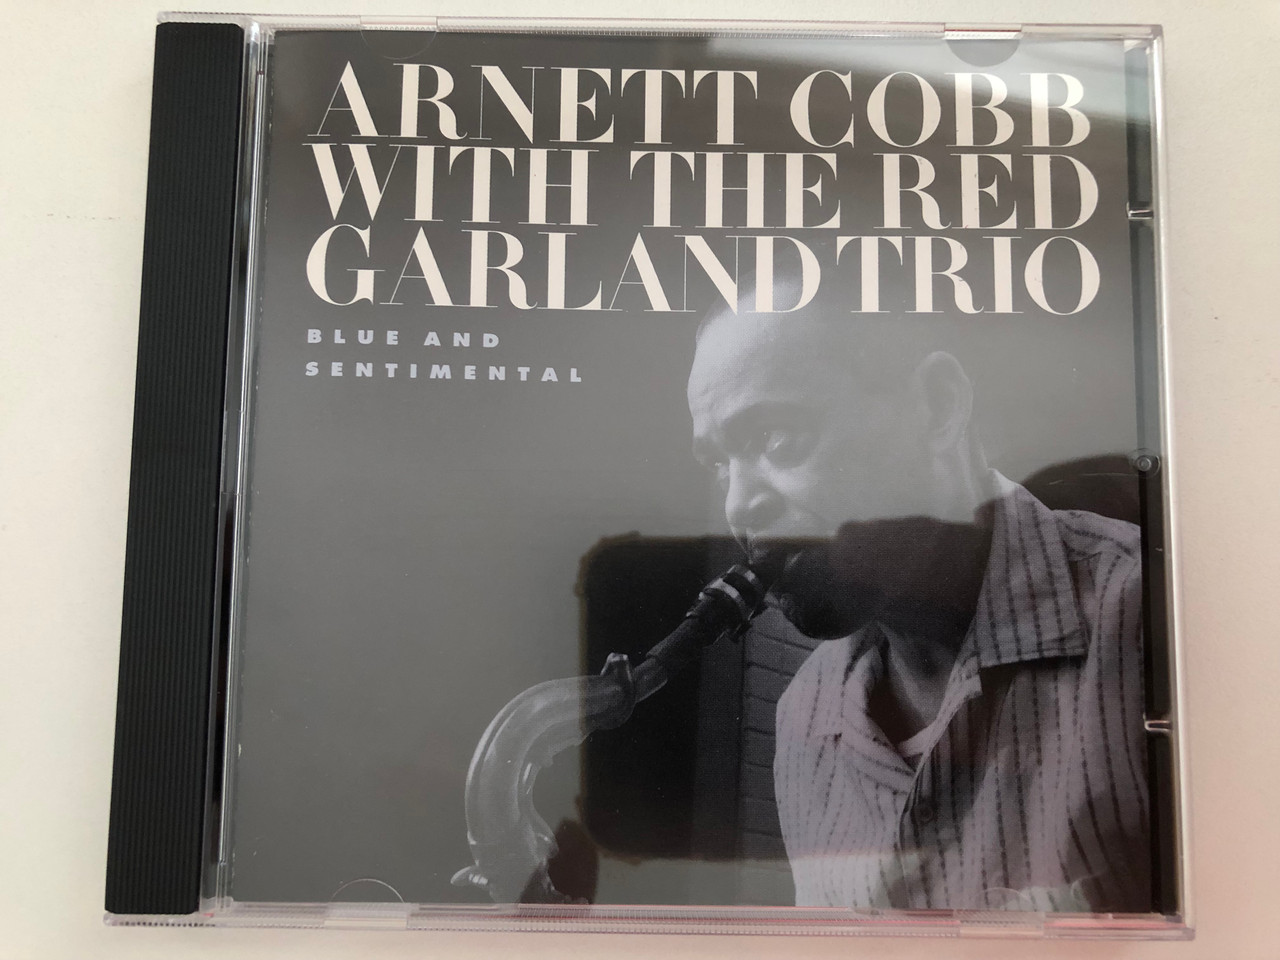 ARNETT COBB
WITH THE RED
GARLAND TRIO
BLUE AND
SENTIMENTAL